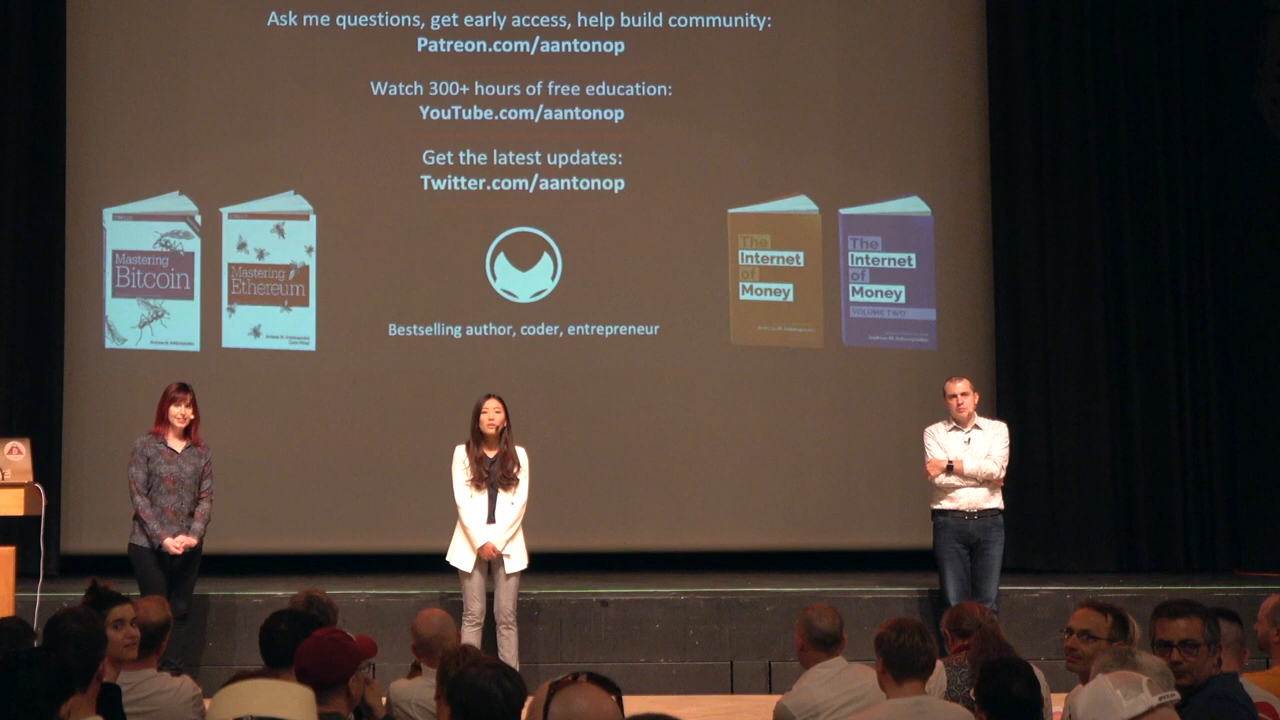 Ask me questions, get early access, help build community:
Patreon.com/aantonop
Watch 300+ hours of free education:
YouTube.com/aantonop
Get the latest updates:
Twitter.com/aantonop
Mastering
Bitcoin
Mastering
Ethereum
The
Internet
of
Money
The
Internet
of
Money
VOLUME TWO
Bestselling author, coder, entrepreneur